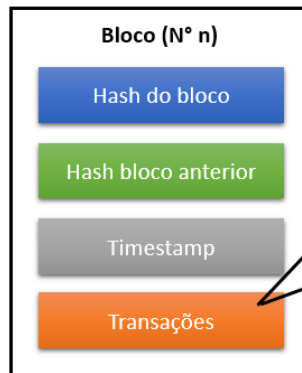 Bloco (N° n)
Hash do bloco
Hash bloco anterior
Timestamp
Transações